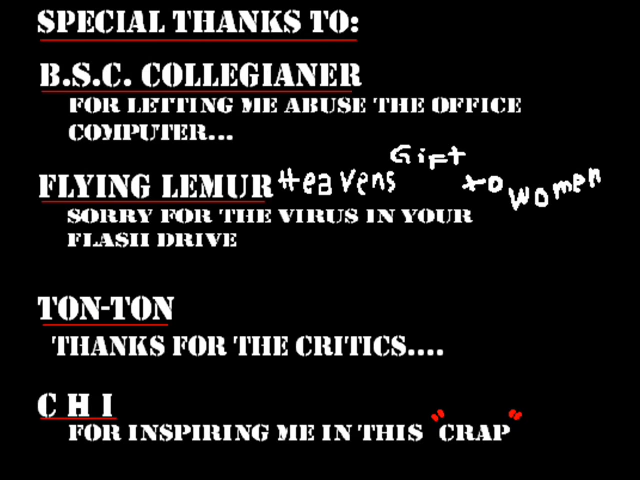 SPECIAL THANKS TO:
B.S.C. COLLEGIANER
FOR LETTING ME ABUSE THE OFFICE
COMPUTER...
FLYING LEMUR Heavens Gift to women
SORRY FOR THE VIRUS IN YOUR
FLASH DRIVE
TON-TON
THANKS FOR THE CRITICS....
C H I
FOR INSPIRING ME IN THIS "CRAP"